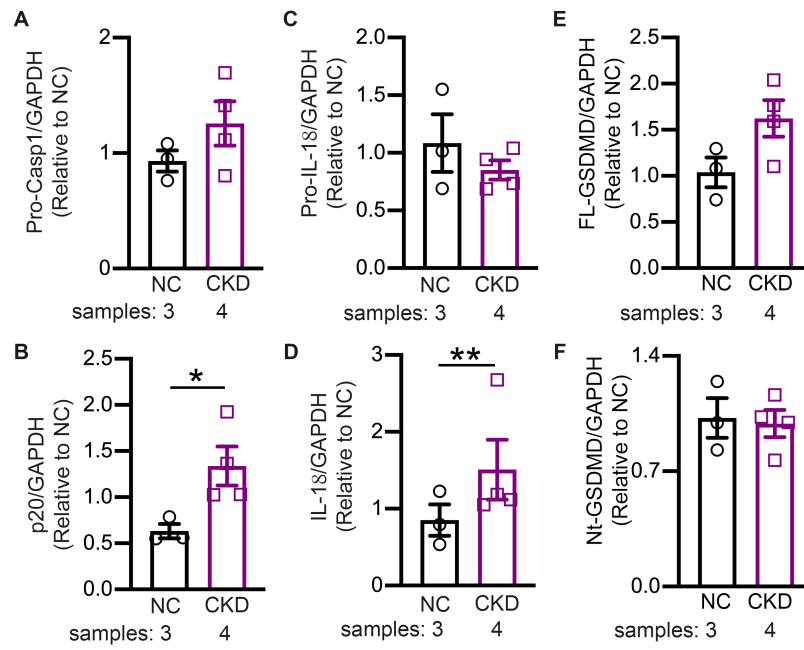 A
Pro-Casp1/GAPDH
(Relative to NC)
2
1
0
NC CKD
samples: 3 4
C
Pro-IL-18/GAPDH
(Relative to NC)
2.0
1.5
1.0
0.5
0.0
NC CKD
samples: 3 4
E
FL-GSDMD/GAPDH
(Relative to NC)
2.5
2.0
1.5
1.0
0.5
0.0
NC CKD
samples: 3 4
B
p20/GAPDH
(Relative to NC)
2.5
2.0
1.5
1.0
0.5
0.0
*
NC CKD
samples: 3 4
D
IL-18/GAPDH
(Relative to NC)
3
2
1
0
**
NC CKD
samples: 3 4
F
Nt-GSDMD/GAPDH
(Relative to NC)
1.4
0.7
0.0
NC CKD
samples: 3 4